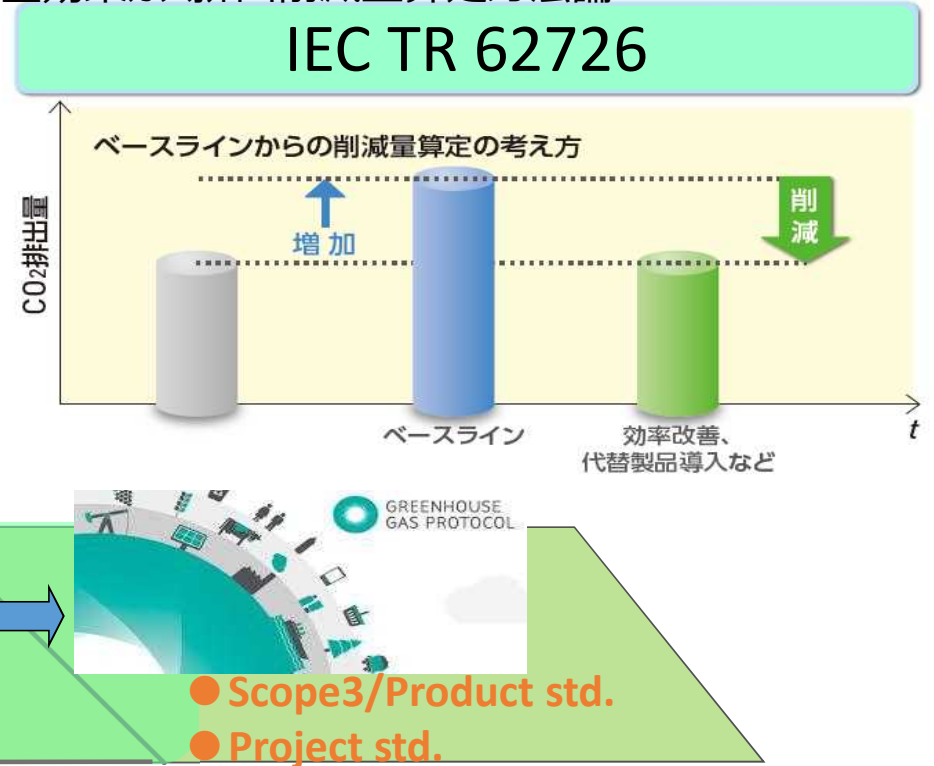 IEC TR 62726
ベースラインからの削減量算定の考え方
CO₂排出量
増加
削
減
ベースライン
効率改善、
代替製品導入など
t
GREENHOUSE
GAS PROTOCOL
● Scope3/Product std.
● Project std.